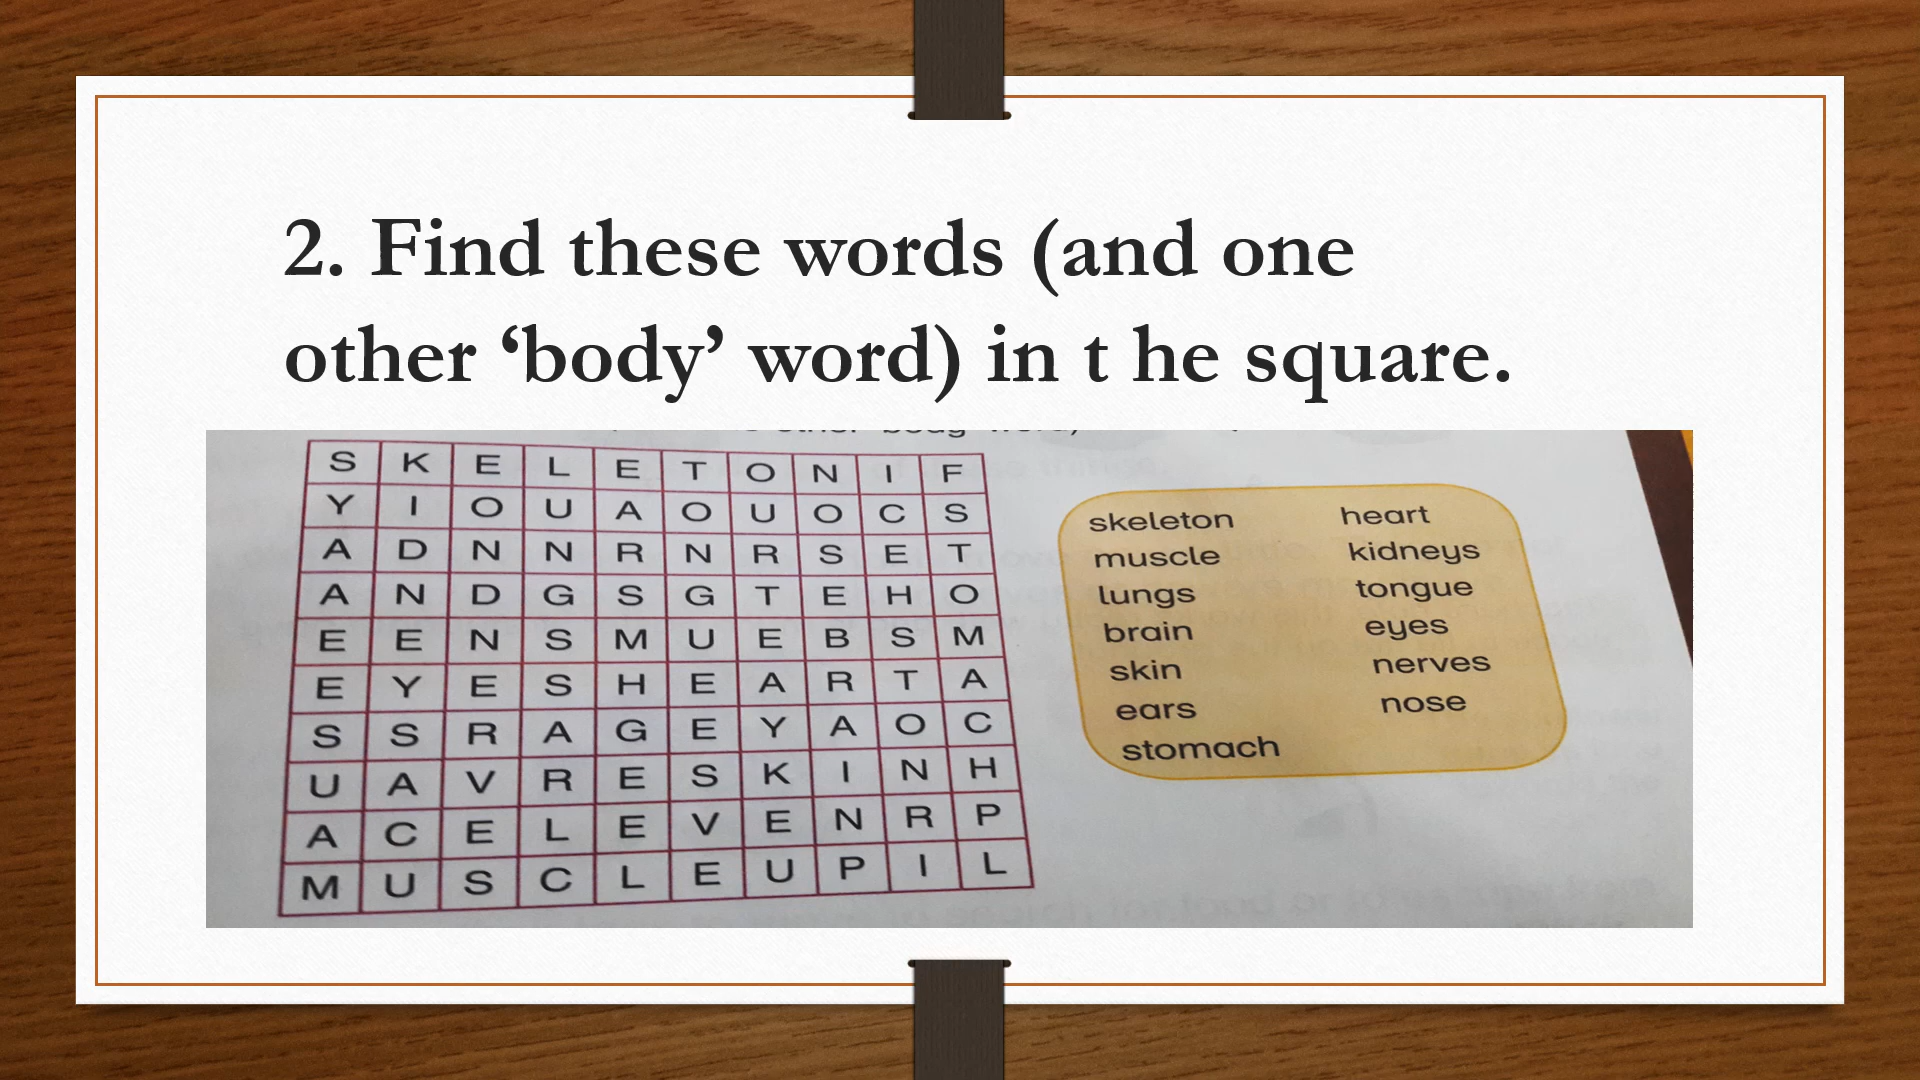 2. Find these words (and one
other ‘body’ word) in t he square.
S K E L E T O N I F
Y I O U A O U O C S
A D N N R N R S E T
A N D G S G T E H O
E E N S M U E B S M
E Y E S H E A R T A
S S R A G E Y A O C
U A V R E S K I N H
A C E L E V E N R P
M U S C L E U P I L
skeleton heart
muscle kidneys
lungs tongue
brain eyes
skin nerves
ears nose
stomach